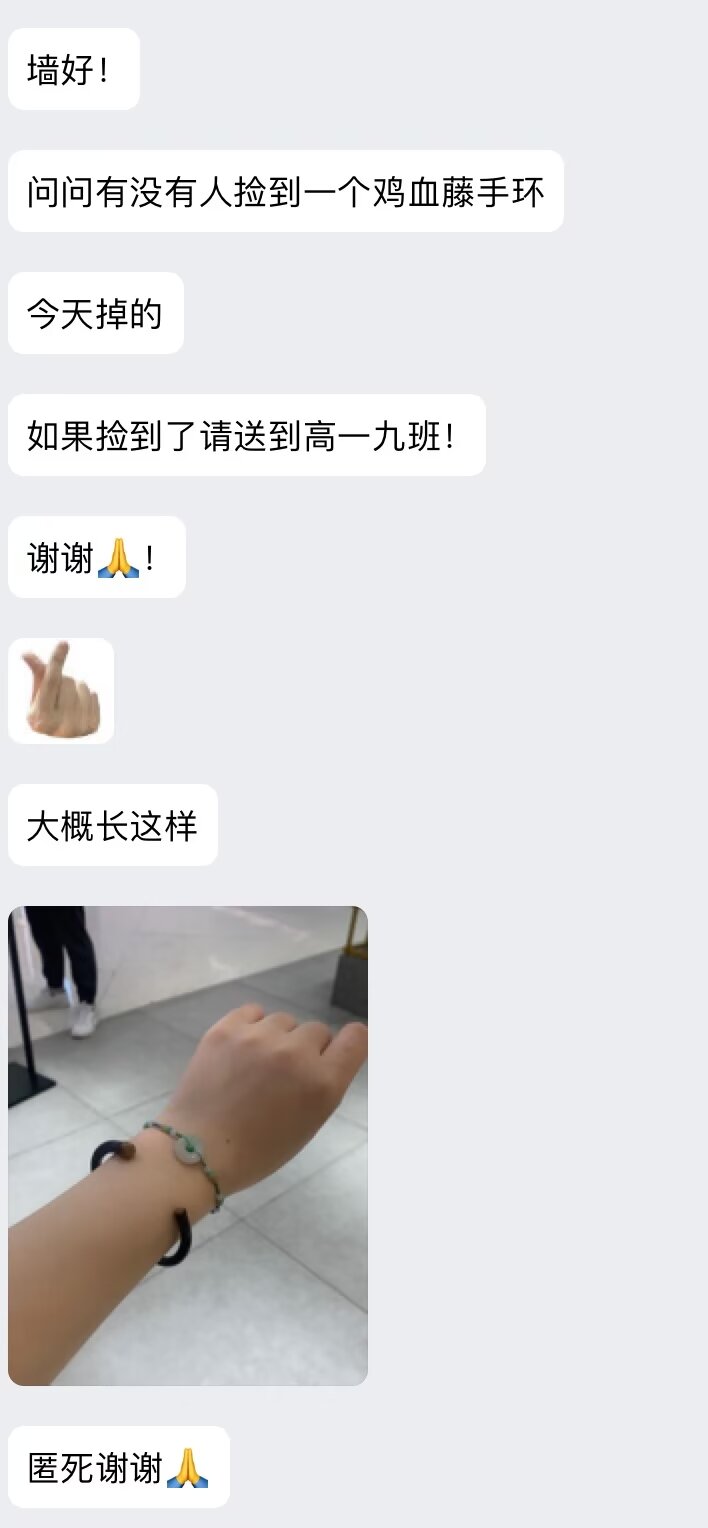 墙好！
问问有没有人捡到一个鸡血藤手环
今天掉的
如果捡到了请送到高一九班！
谢谢🙏！
大概长这样
匿死谢谢🙏